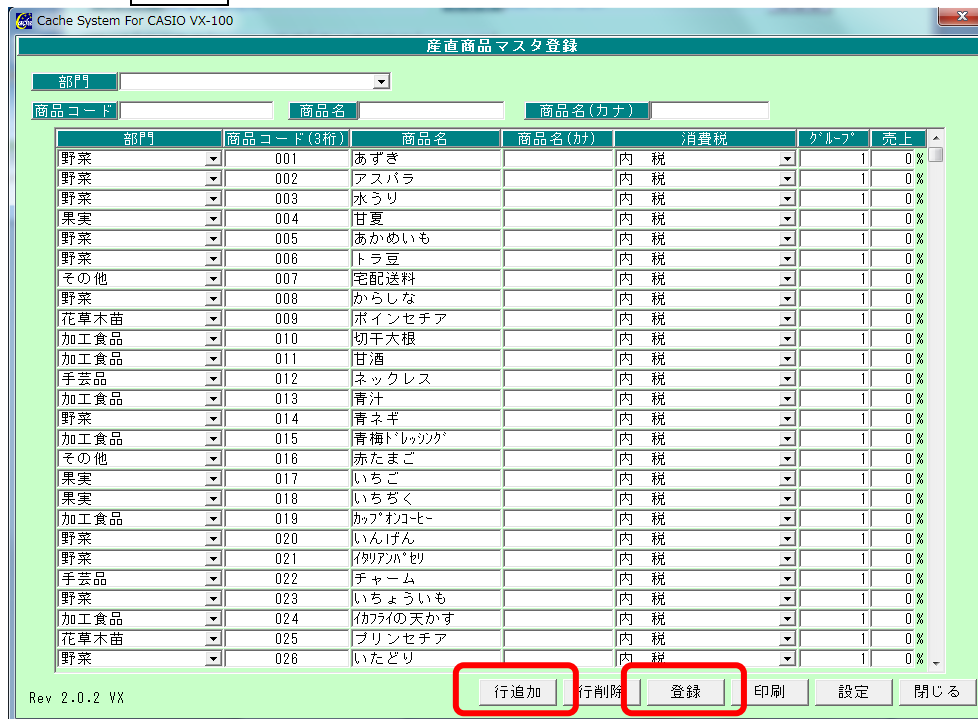 Cache System For CASIO VX-100
産直商品マスタ登録
部門
商品コード 商品名 商品名(カナ)
部門 商品コード(3桁) 商品名 商品名(ｶﾅ) 消費税 ｸﾞﾙｰﾌﾟ 売上
野菜 001 あずき 内 税 1 0%
野菜 002 アスパラ 内 税 1 0%
野菜 003 水うり 内 税 1 0%
果実 004 甘夏 内 税 1 0%
野菜 005 あかめいも 内 税 1 0%
野菜 006 トラ豆 内 税 1 0%
その他 007 宅配送料 内 税 1 0%
野菜 008 からしな 内 税 1 0%
花草木苗 009 ポインセチア 内 税 1 0%
加工食品 010 切干大根 内 税 1 0%
加工食品 011 甘酒 内 税 1 0%
手芸品 012 ネックレス 内 税 1 0%
加工食品 013 青汁 内 税 1 0%
野菜 014 青ネギ 内 税 1 0%
加工食品 015 青梅ﾄﾞﾚｯｼﾝｸﾞ 内 税 1 0%
その他 016 赤たまご 内 税 1 0%
果実 017 いちご 内 税 1 0%
果実 018 いちぢく 内 税 1 0%
加工食品 019 ｶｯﾌﾟｵﾝｺｰﾋｰ 内 税 1 0%
野菜 020 いんげん 内 税 1 0%
野菜 021 ｲﾀﾘｱﾝﾊﾟｾﾘ 内 税 1 0%
手芸品 022 チャーム 内 税 1 0%
野菜 023 いちょういも 内 税 1 0%
加工食品 024 ｲｶﾌﾗｲの天かす 内 税 1 0%
花草木苗 025 プリンセチア 内 税 1 0%
野菜 026 いたどり 内 税 1 0%
Rev 2.0.2 VX 行追加 行削除 登録 印刷 設定 閉じる